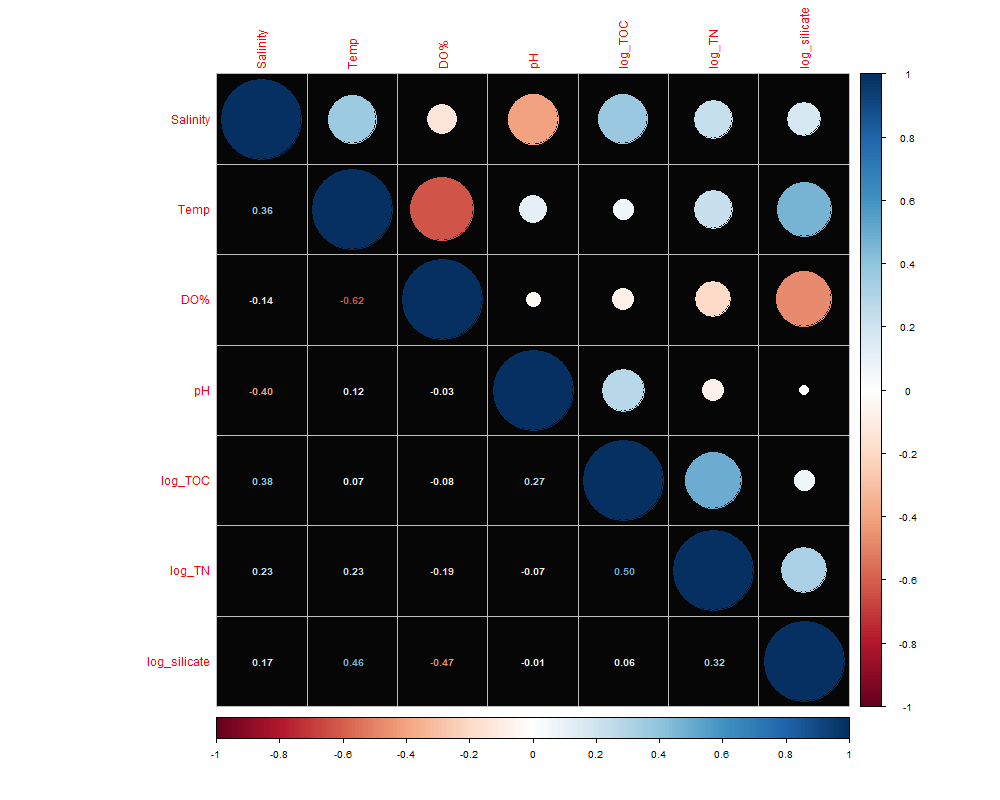 Salinity Temp DO% pH log_TOC log_TN log_silicate
1
Salinity
0.8
Temp 0.36
0.6
0.4
DO% -0.14 -0.62
0.2
pH -0.40 0.12 -0.03
0
-0.2
log_TOC 0.38 0.07 -0.08 0.27
-0.4
log_TN 0.23 0.23 -0.19 -0.07 0.50
-0.6
-0.8
log_silicate 0.17 0.46 -0.47 -0.01 0.06 0.32
-1
-1 -0.8 -0.6 -0.4 -0.2 0 0.2 0.4 0.6 0.8 1